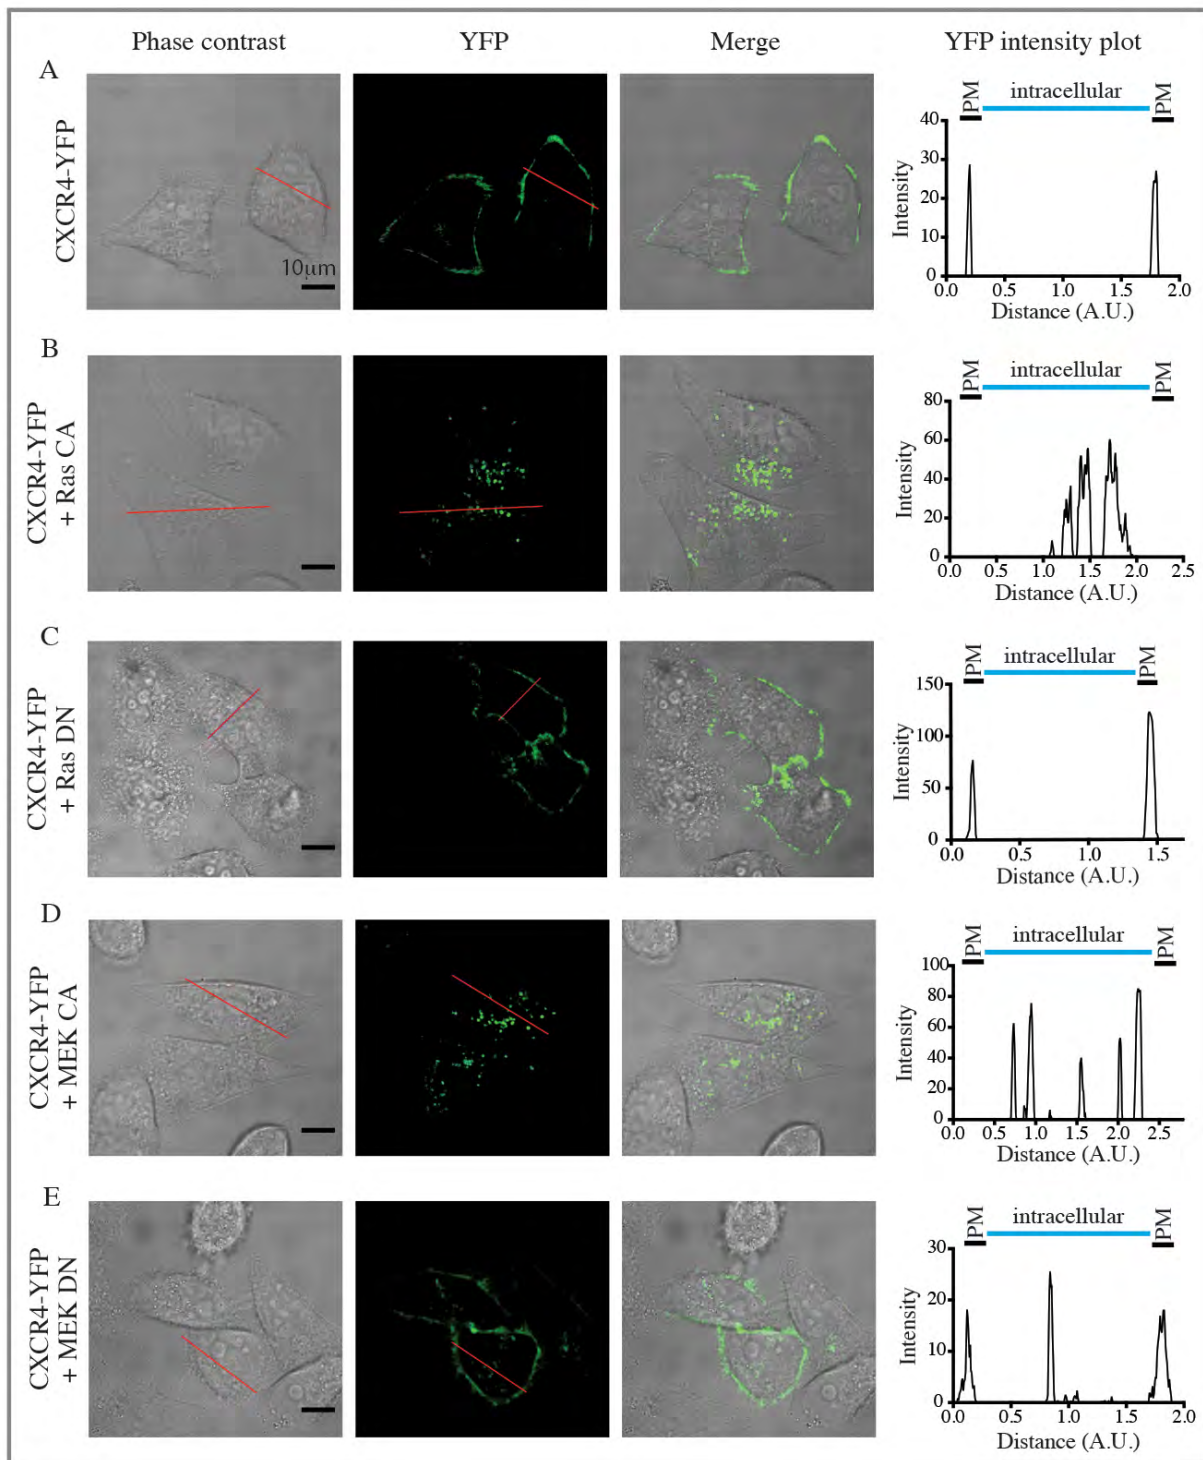 Phase contrast YFP Merge YFP intensity plot
A
CXCR4-YFP
10μm
PM intracellular PM
Intensity
40
30
20
10
0
0.0 0.5 1.0 1.5 2.0
Distance (A.U.)
B
CXCR4-YFP
+ Ras CA
PM intracellular PM
Intensity
80
60
40
20
0
0.0 0.5 1.0 1.5 2.0 2.5
Distance (A.U.)
C
CXCR4-YFP
+ Ras DN
PM intracellular PM
Intensity
150
100
50
0
0.0 0.5 1.0 1.5
Distance (A.U.)
D
CXCR4-YFP
+ MEK CA
PM intracellular PM
Intensity
100
80
60
40
20
0
0.0 0.5 1.0 1.5 2.0 2.5
Distance (A.U.)
E
CXCR4-YFP
+ MEK DN
PM intracellular PM
Intensity
30
20
10
0
0.0 0.5 1.0 1.5 2.0
Distance (A.U.)